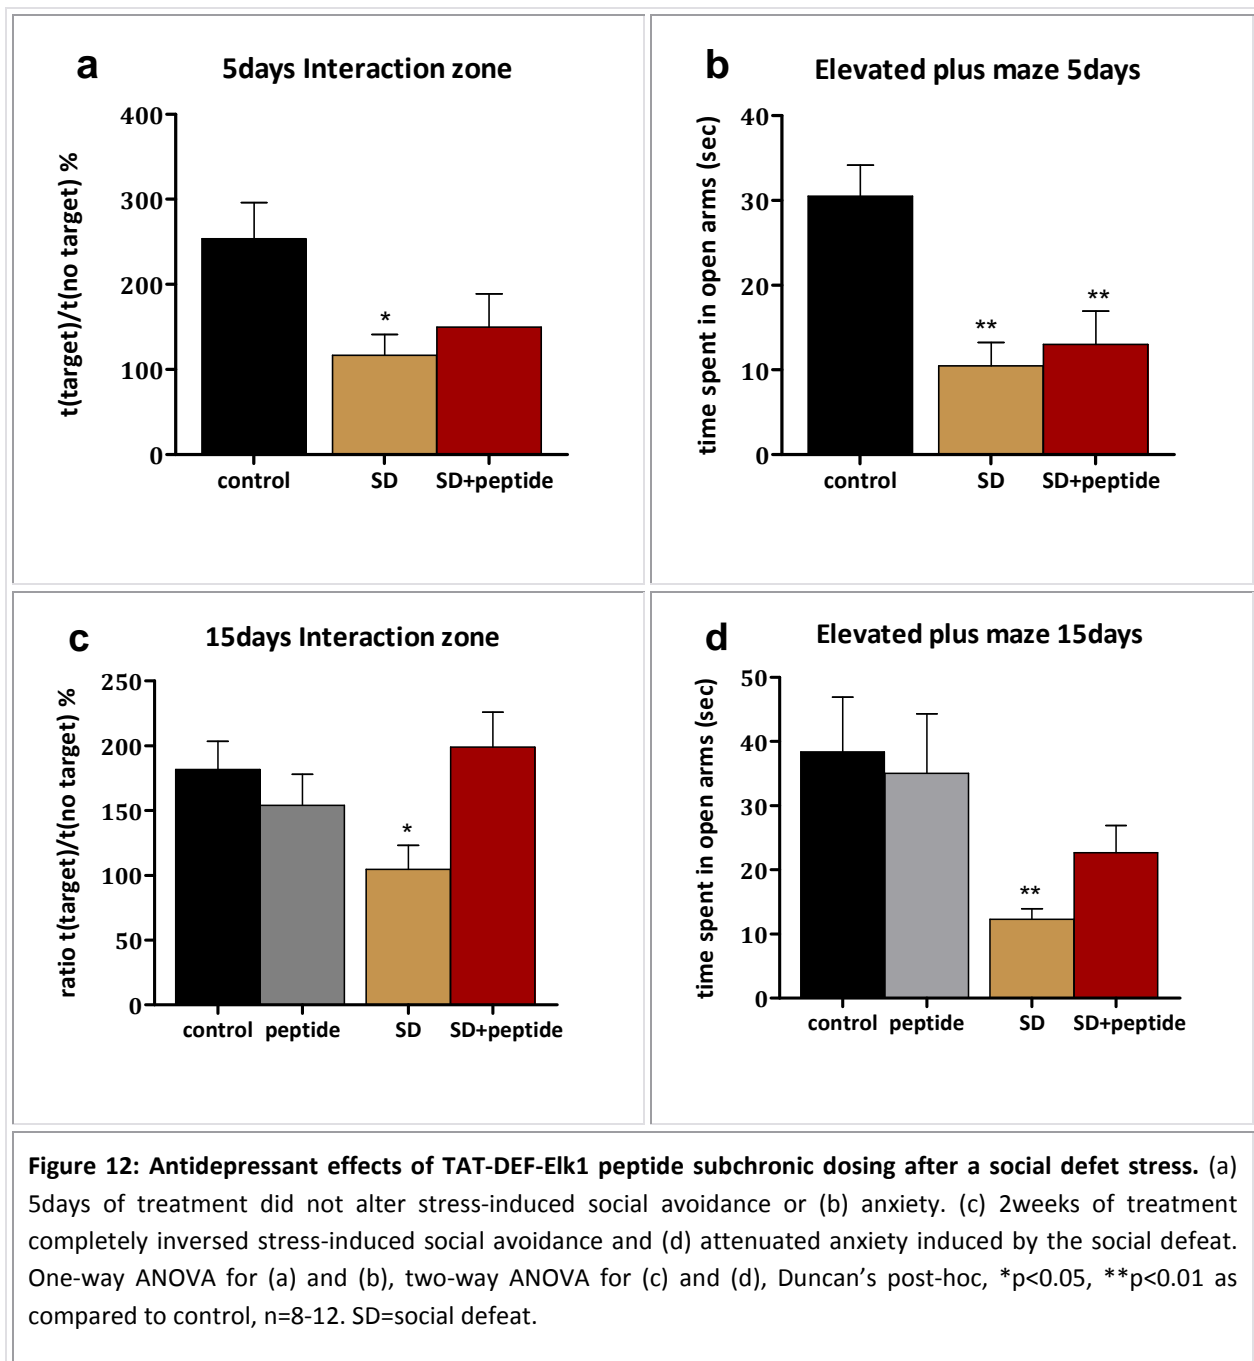 a
5days Interaction zone
t(target)/t(no target) %
400
300
200
100
0
*
control SD SD+peptide
b
Elevated plus maze 5days
time spent in open arms (sec)
40
30
20
10
0
**
**
control SD SD+peptide
c
15days Interaction zone
ratio t(target)/t(no target) %
250
200
150
100
50
0
*
control peptide SD SD+peptide
d
Elevated plus maze 15days
time spent in open arms (sec)
50
40
30
20
10
0
**
control peptide SD SD+peptide
Figure 12: Antidepressant effects of TAT-DEF-Elk1 peptide subchronic dosing after a social defet stress. (a)
5days of treatment did not alter stress-induced social avoidance or (b) anxiety. (c) 2weeks of treatment
completely inversed stress-induced social avoidance and (d) attenuated anxiety induced by the social defeat.
One-way ANOVA for (a) and (b), two-way ANOVA for (c) and (d), Duncan's post-hoc, *p<0.05, **p<0.01 as
compared to control, n=8-12. SD=social defeat.